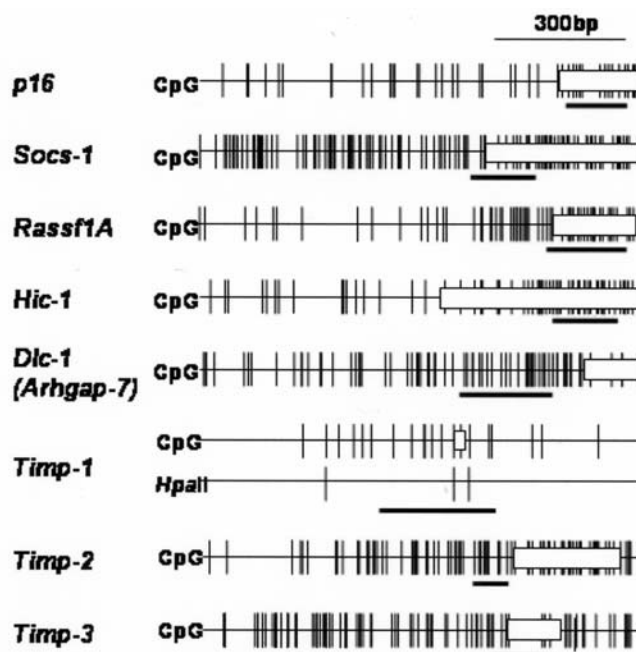 300bp
p16 CpG
Socs-1 CpG
Rassf1A CpG
Hic-1 CpG
Dlc-1 CpG
(Arhgap-7)
CpG
Timp-1
HpaII
Timp-2 CpG
Timp-3 CpG